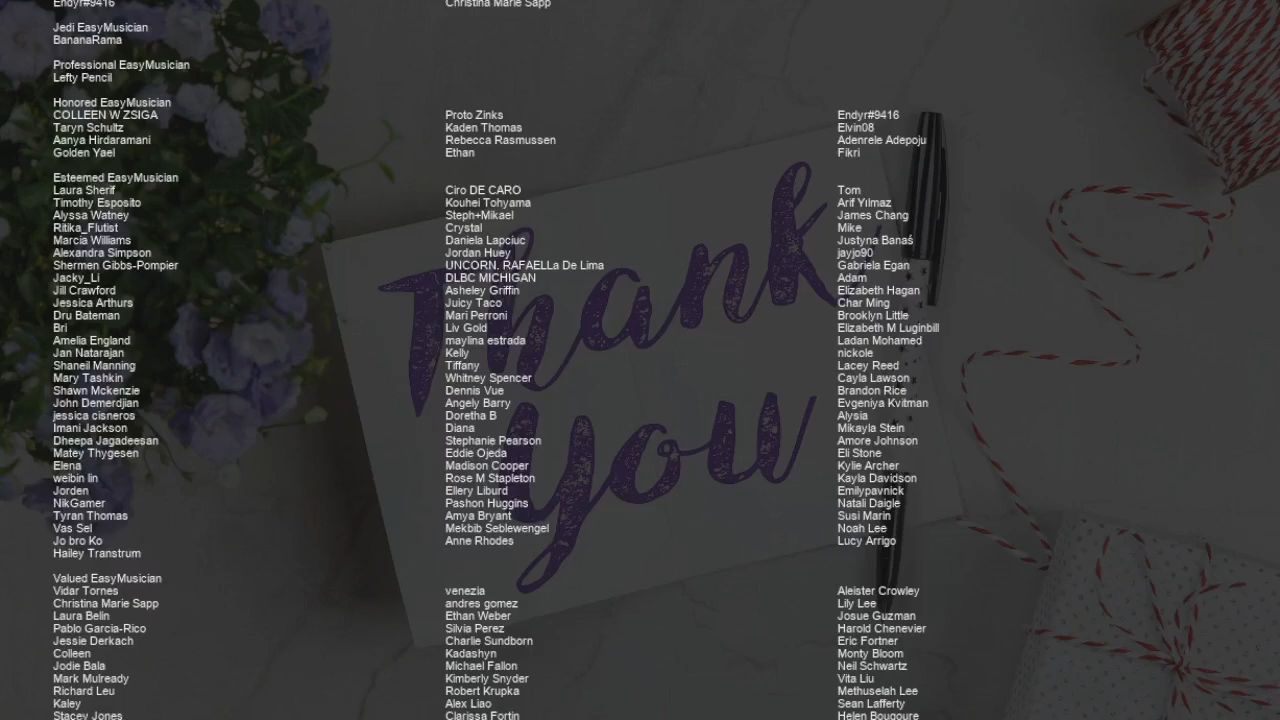 Endyr#9416
Christina Marie Sapp
Jedi EasyMusician
BananaRama
Professional EasyMusician
Lefty Pencil
Honored EasyMusician
COLLEEN W ZSIGA
Proto Zinks
Endyr#9416
Taryn Schultz
Kaden Thomas
Elvin08
Aanya Hirdaramani
Rebecca Rasmussen
Adenrele Adepoju
Golden Yael
Ethan
Fikri
Esteemed EasyMusician
Laura Sherif
Ciro DE CARO
Tom
Timothy Esposito
Kouhei Tohyama
Arif Yılmaz
Alyssa Watney
Steph+Mikael
James Chang
Ritika_Flutist
Crystal
Mike
Marcia Williams
Daniela Lapciuc
Justyna Banaś
Alexandra Simpson
Jordan Huey
jayjo90
Shermen Gibbs-Pompier
UNCORN. RAFAELLa De Lima
Gabriela Egan
Jacky_Li
DLBC MICHIGAN
Adam
Jill Crawford
Asheley Griffin
Elizabeth Hagan
Jessica Arthurs
Juicy Taco
Char Ming
Dru Bateman
Mari Perroni
Brooklyn Little
Bri
Liv Gold
Elizabeth M Luginbill
Amelia England
maylina estrada
Ladan Mohamed
Jan Natarajan
Kelly
nickole
Shaneil Manning
Tiffany
Lacey Reed
Mary Tashkin
Whitney Spencer
Cayla Lawson
Shawn Mckenzie
Dennis Vue
Brandon Rice
John Demerdjian
Angely Barry
Evgeniya Kvitman
jessica cisneros
Doretha B
Alysia
Imani Jackson
Diana
Mikayla Stein
Dheepa Jagadeesan
Stephanie Pearson
Amore Johnson
Matey Thygesen
Eddie Ojeda
Eli Stone
Elena
Madison Cooper
Kylie Archer
weibin lin
Rose M Stapleton
Kayla Davidson
Jorden
Ellery Liburd
Emilypavnick
NikGamer
Pashon Huggins
Natali Daigle
Tyran Thomas
Amya Bryant
Susi Marin
Vas Sel
Mekbib Seblewengel
Noah Lee
Jo bro Ko
Anne Rhodes
Lucy Arrigo
Hailey Transtrum
Valued EasyMusician
Vidar Tornes
venezia
Aleister Crowley
Christina Marie Sapp
andres gomez
Lily Lee
Laura Belin
Ethan Weber
Josue Guzman
Pablo Garcia-Rico
Silvia Perez
Harold Chenevier
Jessie Derkach
Charlie Sundborn
Eric Fortner
Colleen
Kadashyn
Monty Bloom
Jodie Bala
Michael Fallon
Neil Schwartz
Mark Mulready
Kimberly Snyder
Vita Liu
Richard Leu
Robert Krupka
Methuselah Lee
Kaley
Alex Liao
Sean Lafferty
Stacey Jones
Clarissa Fortin
Helen Bougoure
Thank
you